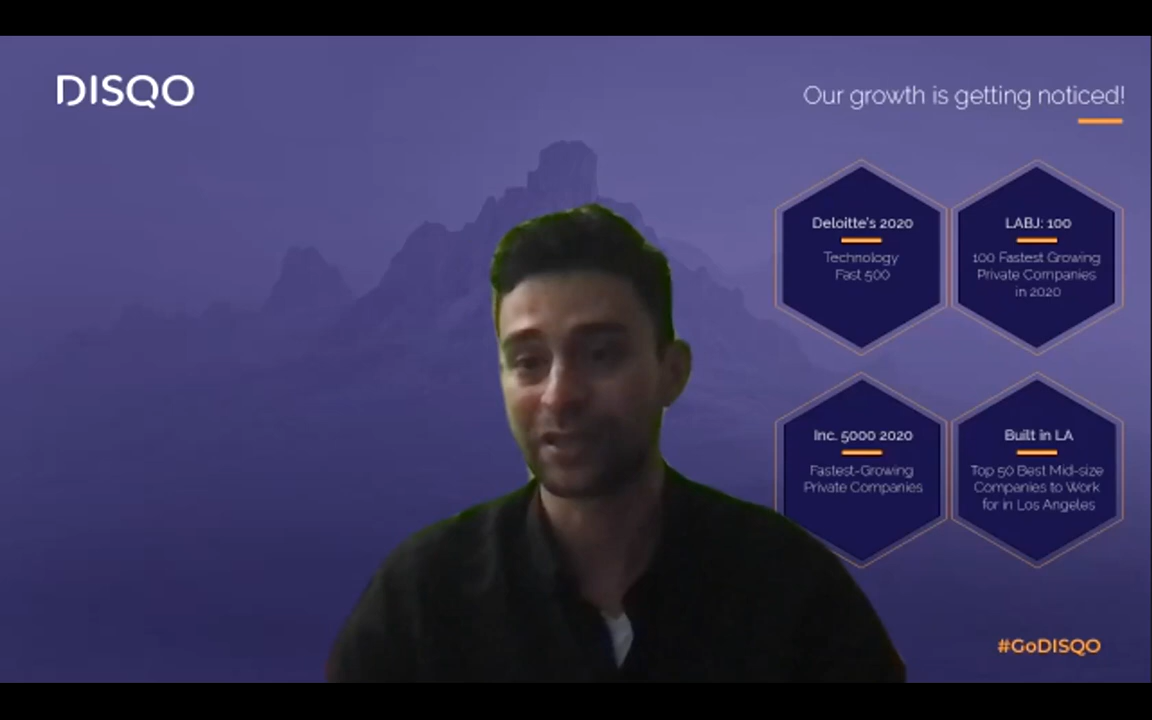 DISQO
Our growth is getting noticed!
Deloitte's 2020
Technology
Fast 500
LABJ: 100
100 Fastest Growing
Private Companies
in 2020
Inc. 5000 2020
Fastest-Growing
Private Companies
Built in LA
Top 50 Best Mid-size
Companies to Work
for in Los Angeles
#GoDISQO